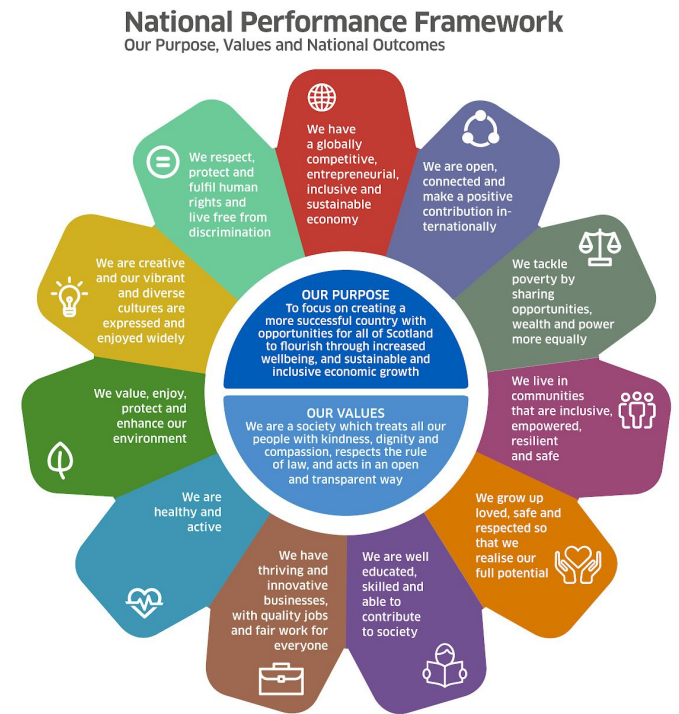 National Performance Framework
Our Purpose, Values and National Outcomes
We have
a globally
competitive,
entrepreneurial,
inclusive and
sustainable
economy
We are open,
connected and
make a positive
contribution in-
ternationally
We tackle
poverty by
sharing
opportunities,
wealth and power
more equally
We live in
communities
that are inclusive,
empowered,
resilient
and safe
We grow up
loved, safe and
respected so
that we
realise our
full potential
We are well
educated,
skilled and
able to
contribute
to society
We have
thriving and
innovative
businesses,
with quality jobs
and fair work for
everyone
We are
healthy and
active
We value, enjoy,
protect and
enhance our
environment
We are creative
and our vibrant
and diverse
cultures are
expressed and
enjoyed widely
We respect,
protect and
fulfil human
rights and
live free from
discrimination
OUR PURPOSE
To focus on creating a
more successful country with
opportunities for all of Scotland
to flourish through increased
wellbeing, and sustainable and
inclusive economic growth
OUR VALUES
We are a society which treats all our
people with kindness, dignity and
compassion, respects the rule
of law, and acts in an open
and transparent way